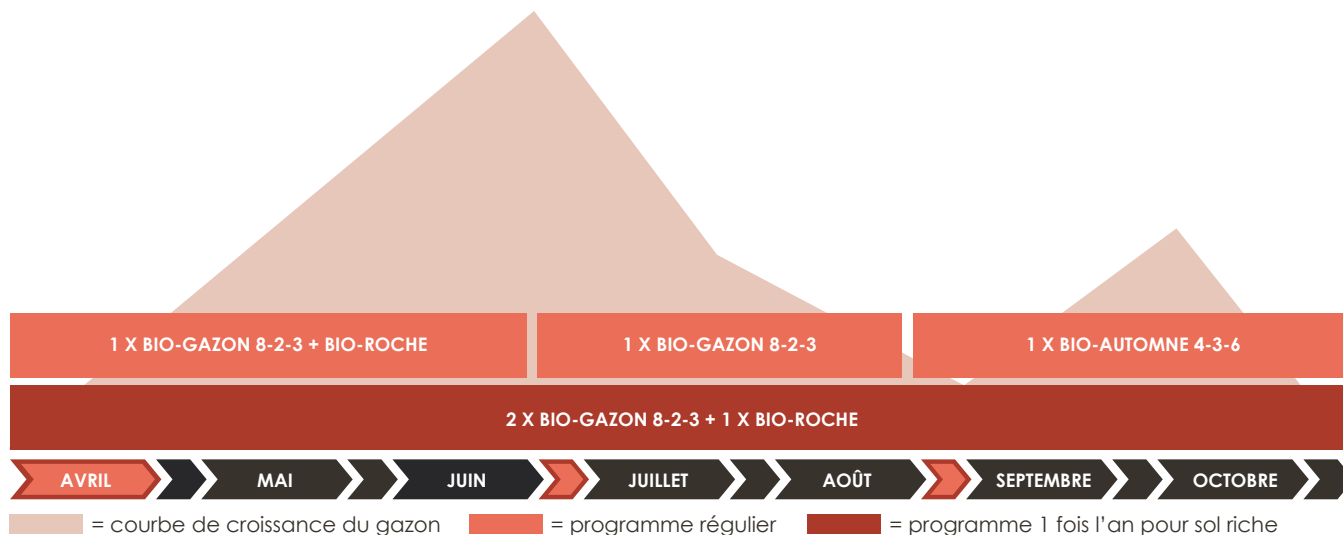 1 X BIO-GAZON 8-2-3 + BIO-ROCHE
1 X BIO-GAZON 8-2-3
1 X BIO-AUTOMNE 4-3-6
2 X BIO-GAZON 8-2-3 + 1 X BIO-ROCHE
AVRIL MAI JUIN JUILLET AOÛT SEPTEMBRE OCTOBRE
= courbe de croissance du gazon = programme régulier = programme 1 fois l’an pour sol riche